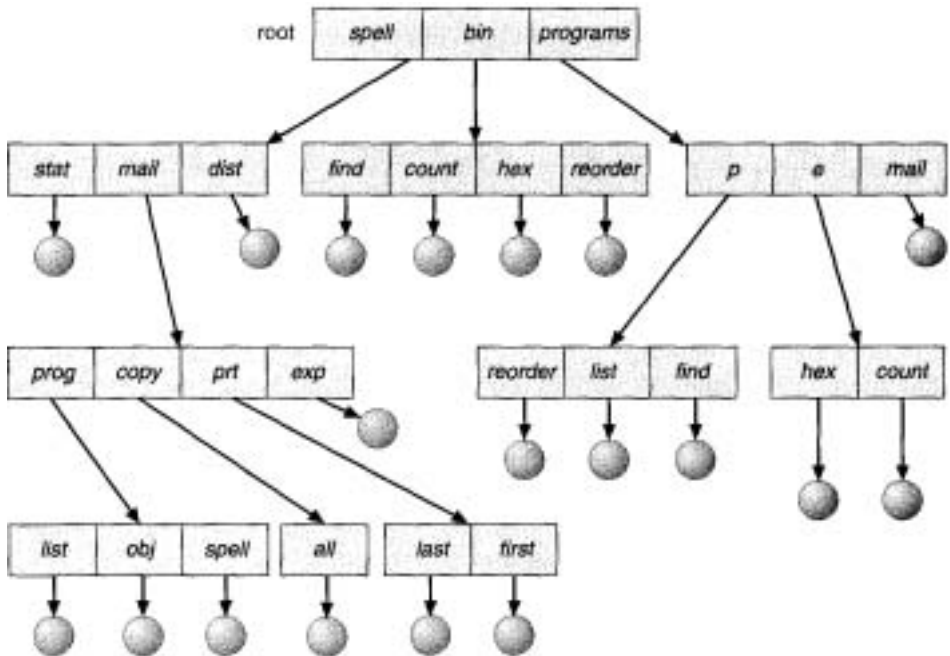 root spell bin programs
stat mail dist find count hex reorder p e mail
prog copy prt exp reorder list find hex count
list obj spell all last first